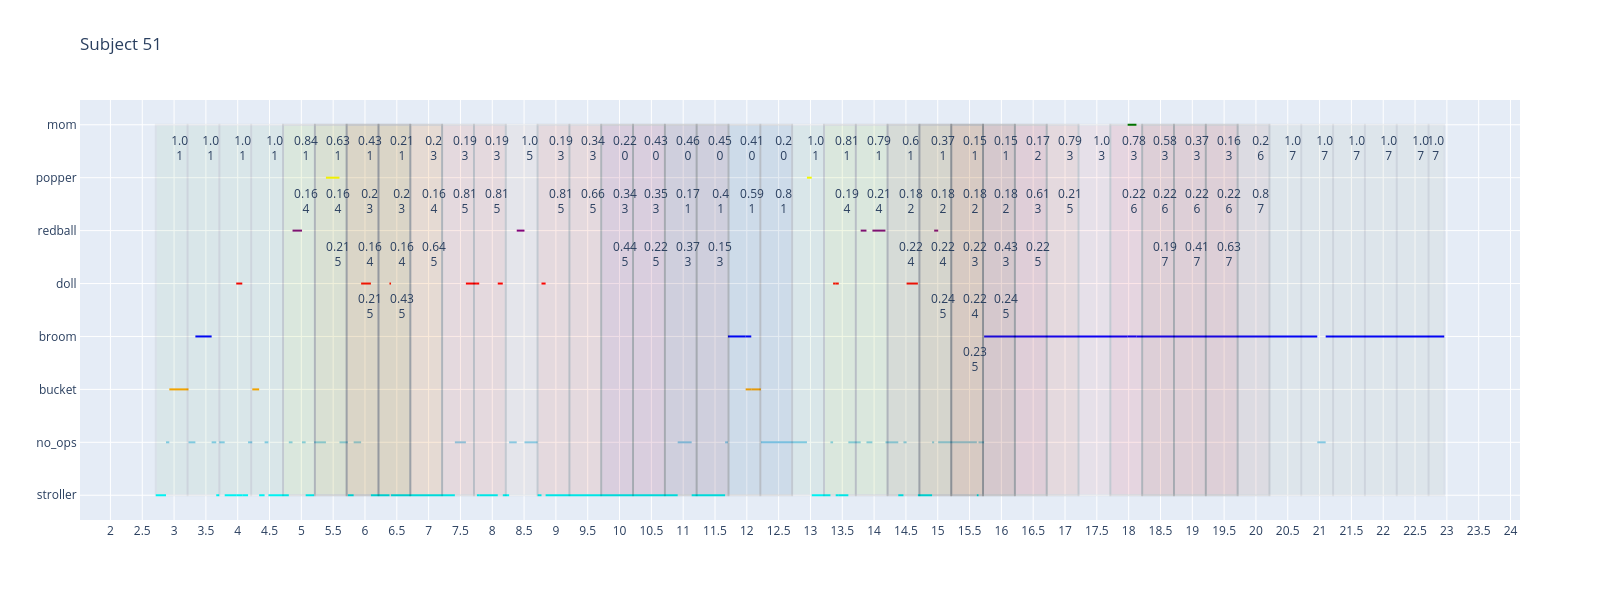 Subject 51
mom
1.0 1.0 1.0 1.0 0.84 0.63 0.43 0.21 0.2 0.19 0.19 1.0 0.19 0.34 0.22 0.43 0.46 0.45 0.41 0.2 1.0 0.81 0.79 0.6 0.37 0.15 0.15 0.17 0.79 1.0 0.78 0.58 0.37 0.16 0.2 1.0 1.0 1.0 1.0 1.0 1.0
1 1 1 1 1 1 1 1 3 3 3 5 3 3 0 0 0 0 0 0 1 1 1 1 1 1 1 2 3 3 3 3 3 3 6 7 7 7 7 7 7
popper
0.16 0.16 0.2 0.2 0.16 0.81 0.81 0.81 0.66 0.34 0.35 0.17 0.4 0.59 0.8 0.19 0.21 0.18 0.18 0.18 0.18 0.61 0.21 0.22 0.22 0.22 0.22 0.8
4 4 3 3 4 5 5 5 5 3 3 1 1 1 1 4 4 2 2 2 2 3 5 6 6 6 6 7
redball
0.21 0.16 0.16 0.64 0.44 0.22 0.37 0.15 0.22 0.22 0.22 0.43 0.22 0.19 0.41 0.63
5 4 4 5 5 5 3 3 4 4 3 3 5 7 7 7
doll
0.21 0.43 0.24 0.22 0.24
5 5 5 4 5
broom
0.23
5
bucket
no_ops
stroller
2 2.5 3 3.5 4 4.5 5 5.5 6 6.5 7 7.5 8 8.5 9 9.5 10 10.5 11 11.5 12 12.5 13 13.5 14 14.5 15 15.5 16 16.5 17 17.5 18 18.5 19 19.5 20 20.5 21 21.5 22 22.5 23 23.5 24